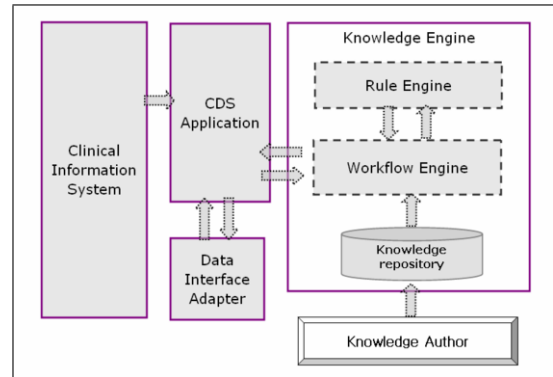 Knowledge Engine
Rule Engine
CDS
Application
Clinical
Information
System
Workflow Engine
Knowledge
repository
Data
Interface
Adapter
Knowledge Author